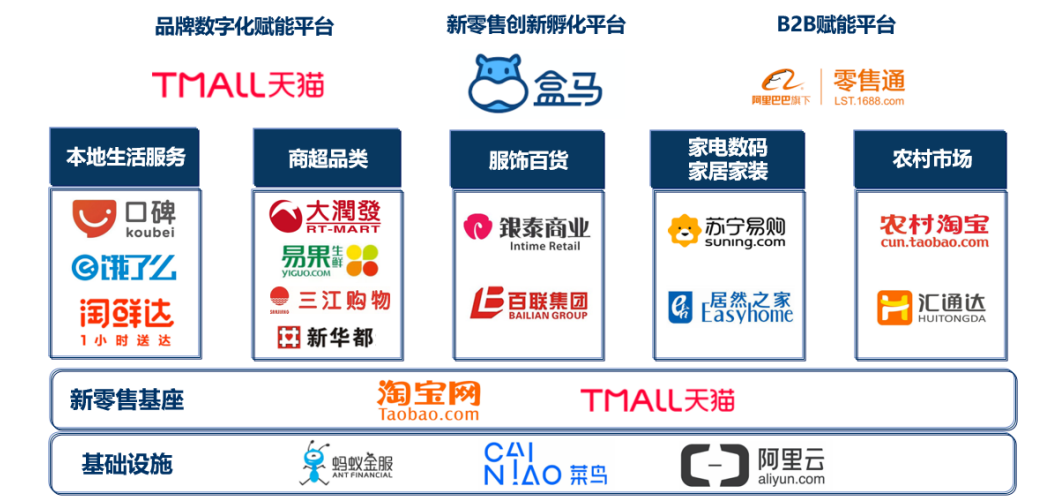 品牌数字化赋能平台
新零售创新孵化平台
B2B赋能平台
TMALL天猫
盒马
阿里巴巴旗下
零售通
LST.1688.com
本地生活服务
商超品类
服饰百货
家电数码
家居家装
农村市场
口碑
koubei
饿了么
淘鲜达
1小时送达
大潤發
RT-MART
易果生鲜
YIGUO.COM
三江购物
SANJIANG
新华都
银泰商业
Intime Retail
百联集团
BAILIAN GROUP
苏宁易购
suning.com
居然之家
Easyhome
农村淘宝
cun.taobao.com
汇通达
HUITONGDA
新零售基座
淘宝网
Taobao.com
TMALL天猫
基础设施
蚂蚁金服
ANT FINANCIAL
CAI
NIAO 菜鸟
阿里云
aliyun.com